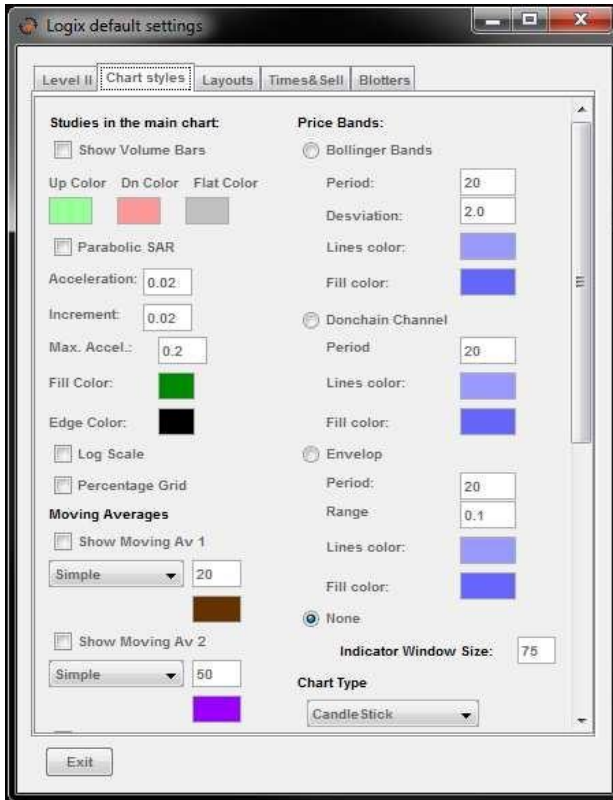 Logix default settings
Level II
Chart styles
Layouts
Times&Sell
Blotters
Studies in the main chart:
Show Volume Bars
Up Color Dn Color Flat Color
Parabolic SAR
Acceleration: 0.02
Increment: 0.02
Max. Accel.: 0.2
Fill Color:
Edge Color:
Log Scale
Percentage Grid
Moving Averages
Show Moving Av 1
Simple 20
Show Moving Av 2
Simple 50
Price Bands:
Bollinger Bands
Period: 20
Desviation: 2.0
Lines color:
Fill color:
Donchain Channel
Period 20
Lines color:
Fill color:
Envelop
Period: 20
Range 0.1
Lines color:
Fill color:
None
Indicator Window Size: 75
Chart Type
CandleStick
Exit